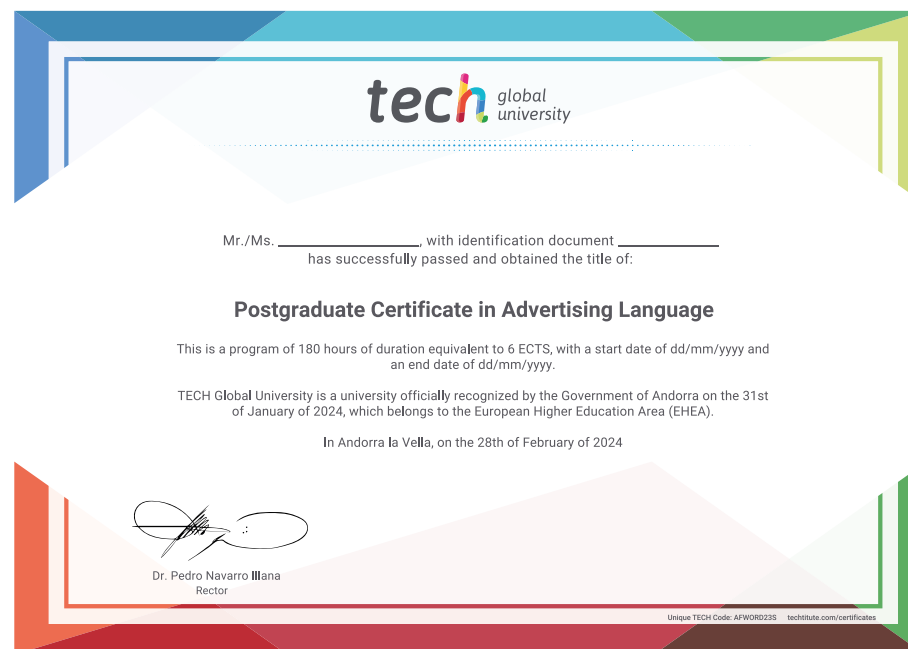 tech global
university
Mr./Ms. ____________, with identification document ____________
has successfully passed and obtained the title of:
Postgraduate Certificate in Advertising Language
This is a program of 180 hours of duration equivalent to 6 ECTS, with a start date of dd/mm/yyyy and
an end date of dd/mm/yyyy.
TECH Global University is a university officially recognized by the Government of Andorra on the 31st
of January of 2024, which belongs to the European Higher Education Area (EHEA).
In Andorra la Vella, on the 28th of February of 2024
Dr. Pedro Navarro Illana
Rector
Unique TECH Code: AFWORD23S techtitute.com/certificates